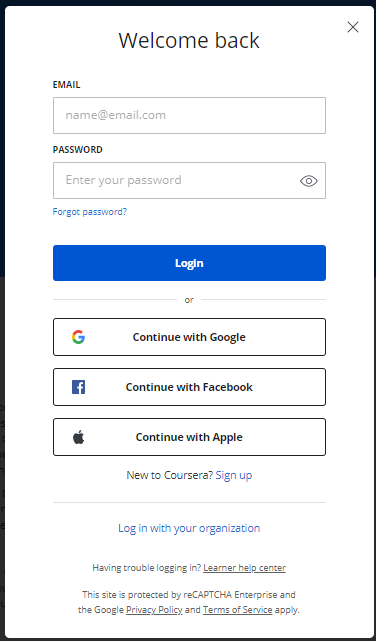 Welcome back
EMAIL
name@email.com
PASSWORD
Enter your password
Forgot password?
Login
or
Continue with Google
Continue with Facebook
Continue with Apple
New to Coursera? Sign up
Log in with your organization
Having trouble logging in? Learner help center
This site is protected by reCAPTCHA Enterprise and
the Google Privacy Policy and Terms of Service apply.